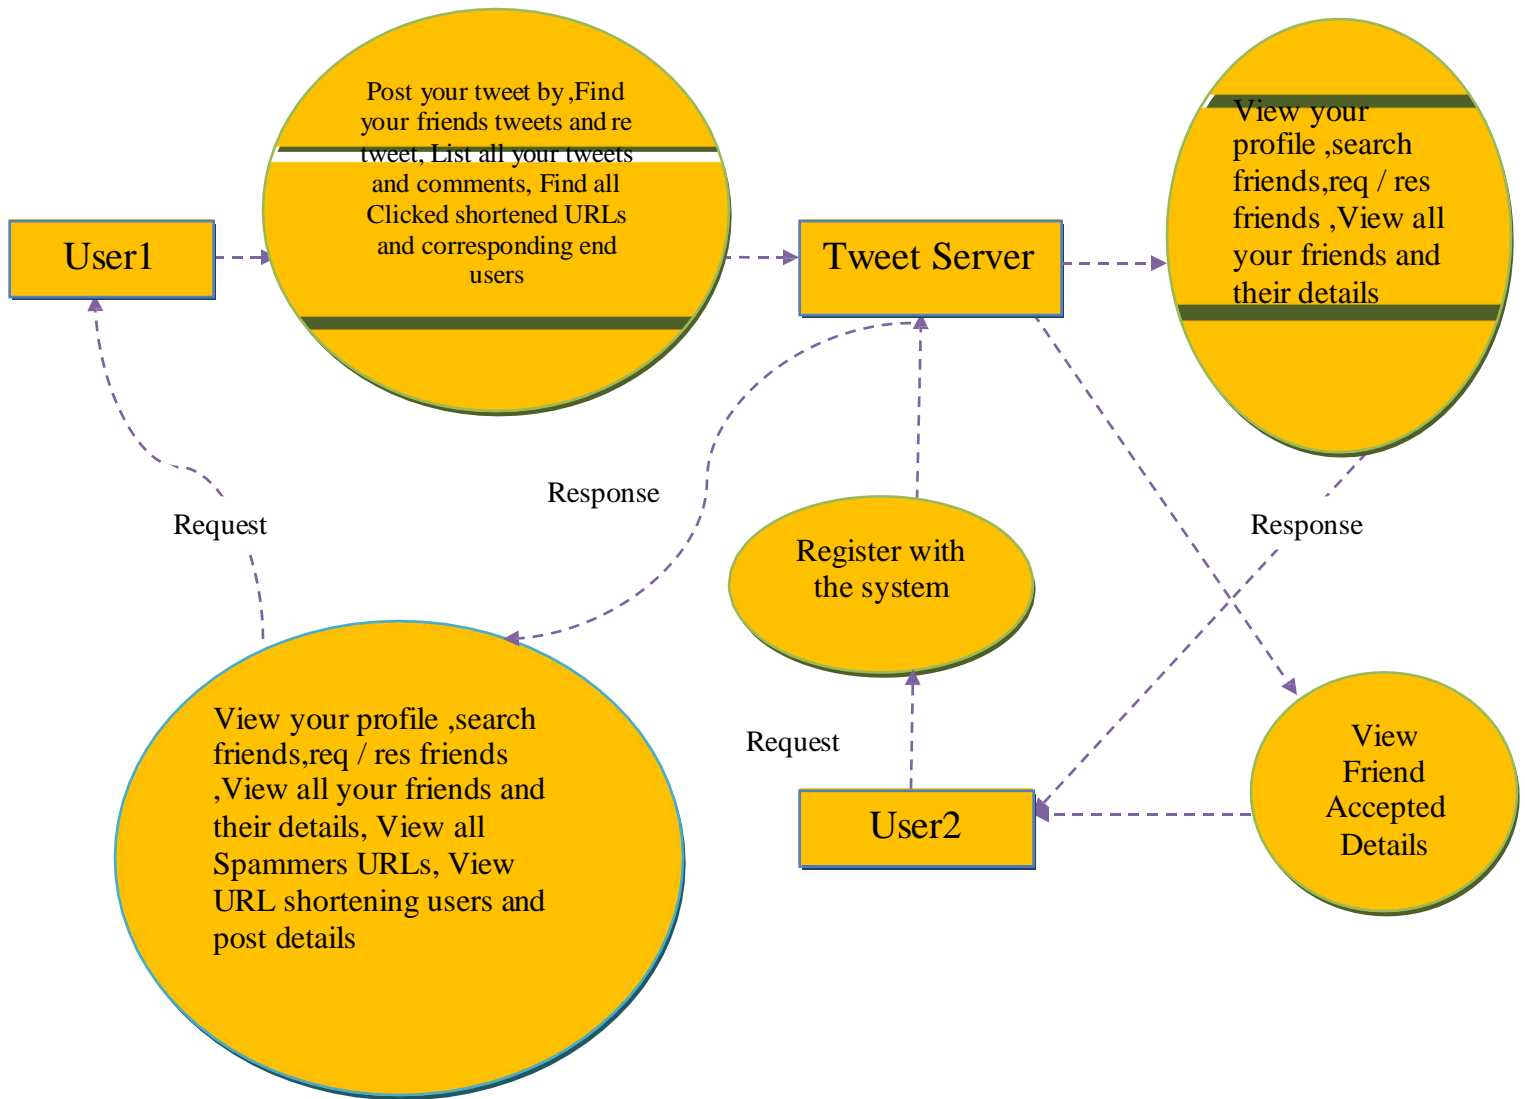 Post your tweet by ,Find
your friends tweets and re
tweet, List all your tweets
and comments, Find all
Clicked shortened URLs
and corresponding end
users
View your
profile ,search
friends,req / res
friends ,View all
your friends and
their details
User1
Tweet Server
Response
Request
Response
Register with
the system
View your profile ,search
friends,req / res friends
,View all your friends and
their details, View all
Spammers URLs, View
URL shortening users and
post details
Request
User2
View
Friend
Accepted
Details